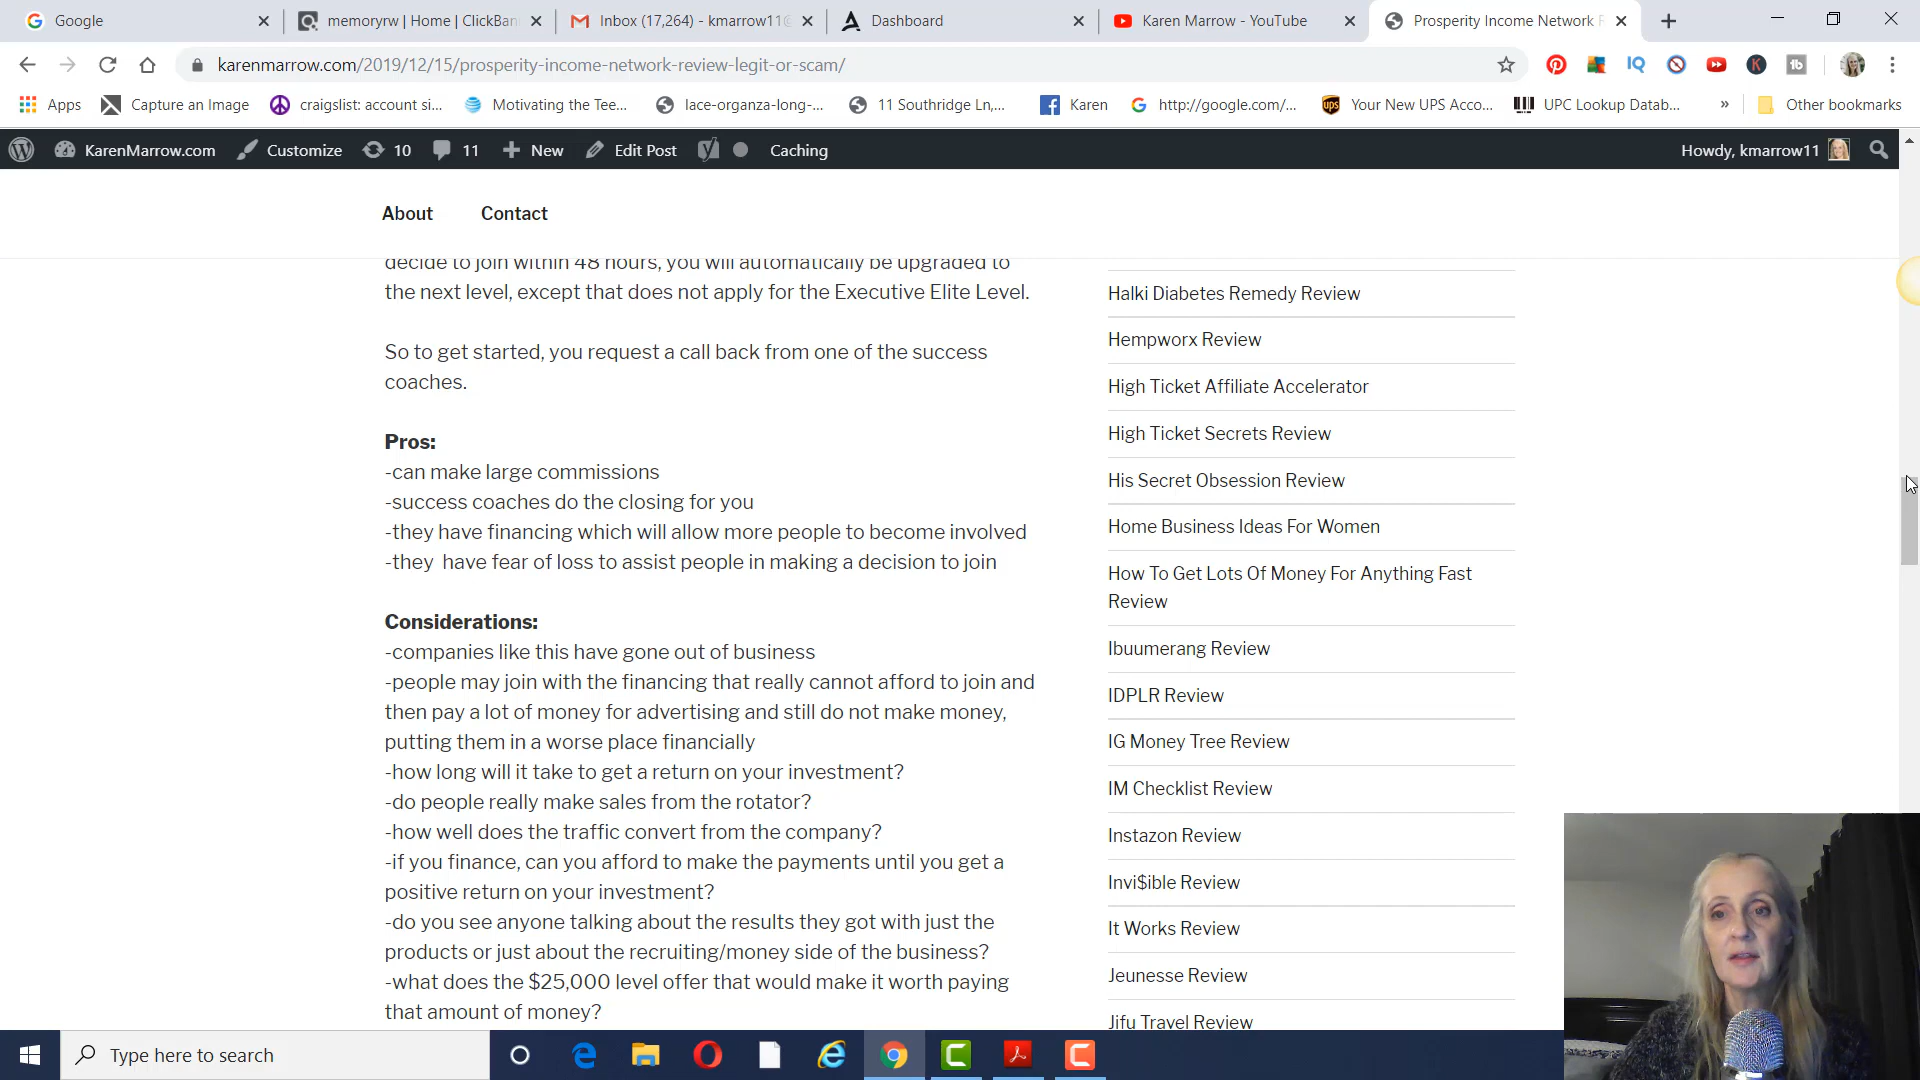 Google
memoryrw | Home | ClickBan
Inbox (17,264) - kmarrow11@
Dashboard
Karen Marrow - YouTube
Prosperity Income Network R
karenmarrow.com/2019/12/15/prosperity-income-network-review-legit-or-scam/
Apps
Capture an Image
craigslist: account si...
Motivating the Tee...
lace-organza-long-...
11 Southridge Ln,...
Karen
http://google.com/...
Your New UPS Acco...
UPC Lookup Datab...
»
Other bookmarks
KarenMarrow.com
Customize
10
11
New
Edit Post
Caching
Howdy, kmarrow11
About
Contact
decide to join within 48 hours, you will automatically be upgraded to
the next level, except that does not apply for the Executive Elite Level.
So to get started, you request a call back from one of the success
coaches.
Pros:
-can make large commissions
-success coaches do the closing for you
-they have financing which will allow more people to become involved
-they have fear of loss to assist people in making a decision to join
Considerations:
-companies like this have gone out of business
-people may join with the financing that really cannot afford to join and
then pay a lot of money for advertising and still do not make money,
putting them in a worse place financially
-how long will it take to get a return on your investment?
-do people really make sales from the rotator?
-how well does the traffic convert from the company?
-if you finance, can you afford to make the payments until you get a
positive return on your investment?
-do you see anyone talking about the results they got with just the
products or just about the recruiting/money side of the business?
-what does the $25,000 level offer that would make it worth paying
that amount of money?
Halki Diabetes Remedy Review
Hempworx Review
High Ticket Affiliate Accelerator
High Ticket Secrets Review
His Secret Obsession Review
Home Business Ideas For Women
How To Get Lots Of Money For Anything Fast
Review
Ibuumerang Review
IDPLR Review
IG Money Tree Review
IM Checklist Review
Instazon Review
Invi$ible Review
It Works Review
Jeunesse Review
Jifu Travel Review
Type here to search